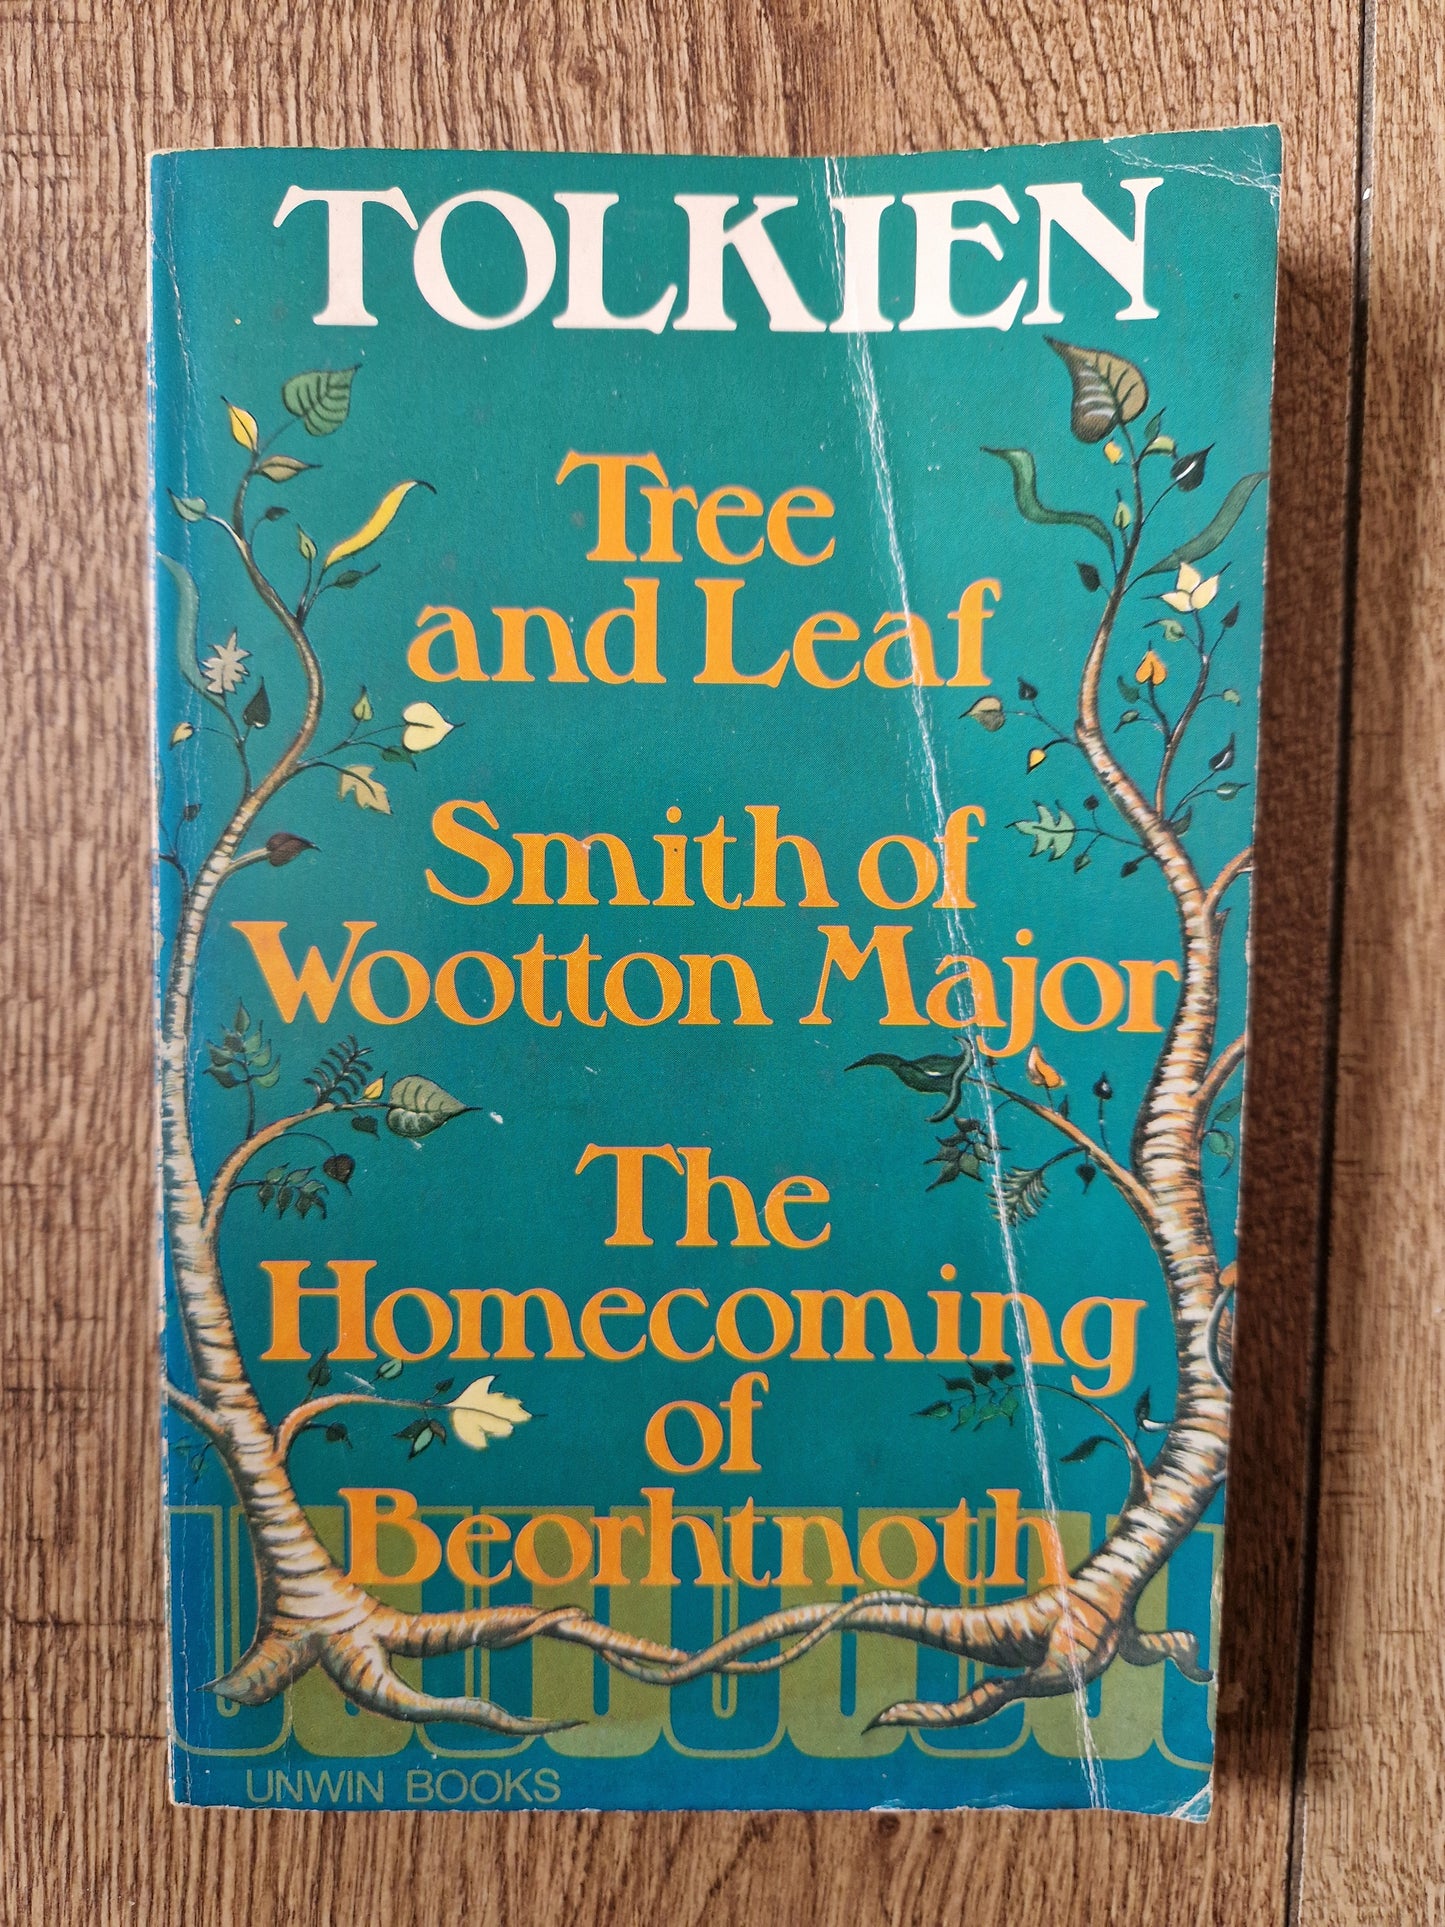 TOLKIEN
Tree
and Leaf
Smith of
Wootton Major
The
Homecoming
of
Beorhtnoth
UNWIN BOOKS